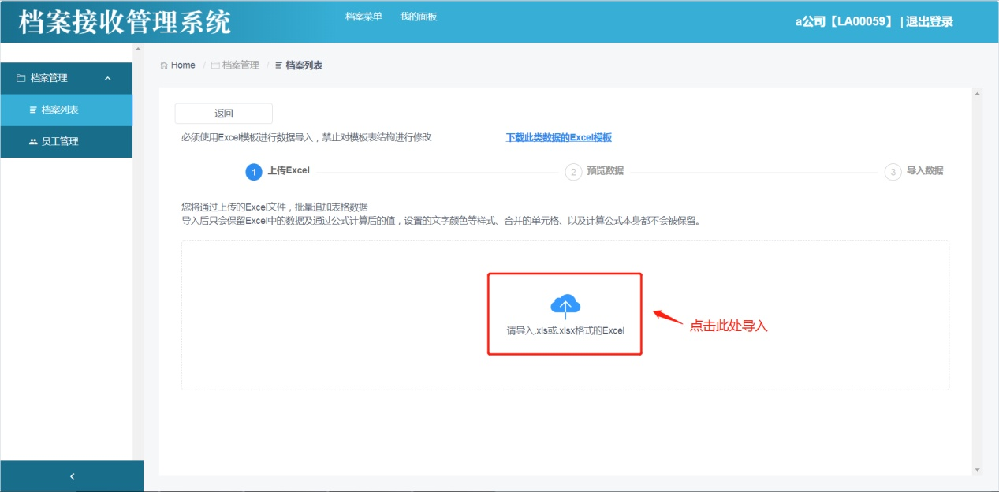 档案接收管理系统
档案菜单 我的面板
a公司【LA00059】 | 退出登录
Home / 档案管理 / 档案列表
档案管理
档案列表
员工管理
返回
必须使用Excel模板进行数据导入，禁止对模板表结构进行修改 下载此类数据的Excel模板
1 上传Excel 2 预览数据 3 导入数据
您将通过上传的Excel文件，批量追加表格数据
导入后只会保留Excel中的数据及通过公式计算后的值，设置的文字颜色等样式、合并的单元格、以及计算公式本身都不会被保留。
请导入.xls或.xlsx格式的Excel
点击此处导入